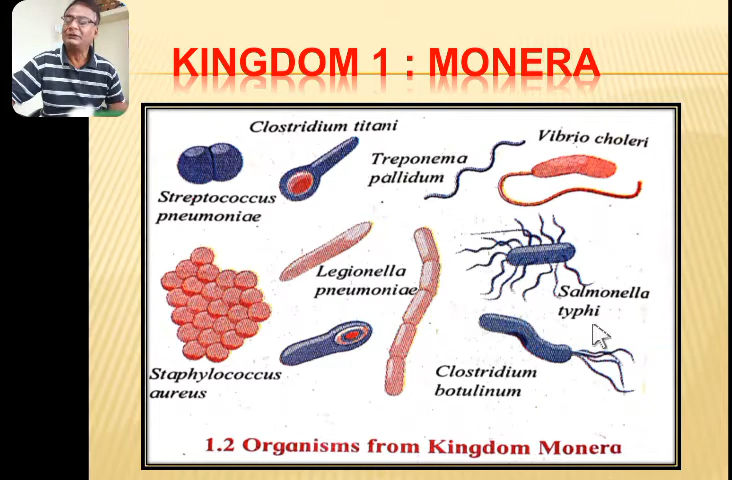 KINGDOM 1 : MONERA
Clostridium titani
Vibrio choleri
Treponema
pallidum
Streptococcus
pneumoniae
Legionella
pneumoniae
Salmonella
typhi
Staphylococcus
aureus
Clostridium
botulinum
1.2 Organisms from Kingdom Monera